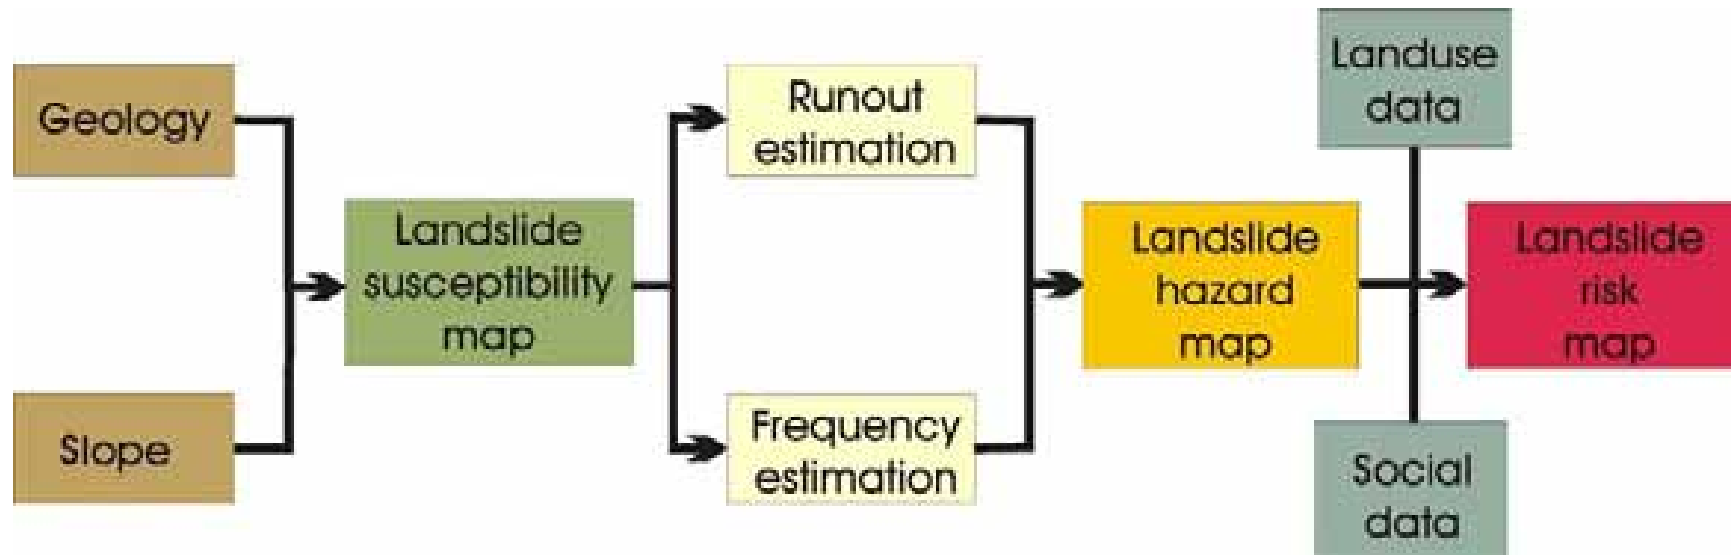 Geology
Slope
Landslide
susceptibility
map
Runout
estimation
Frequency
estimation
Landslide
hazard
map
Landuse
data
Social
data
Landslide
risk
map